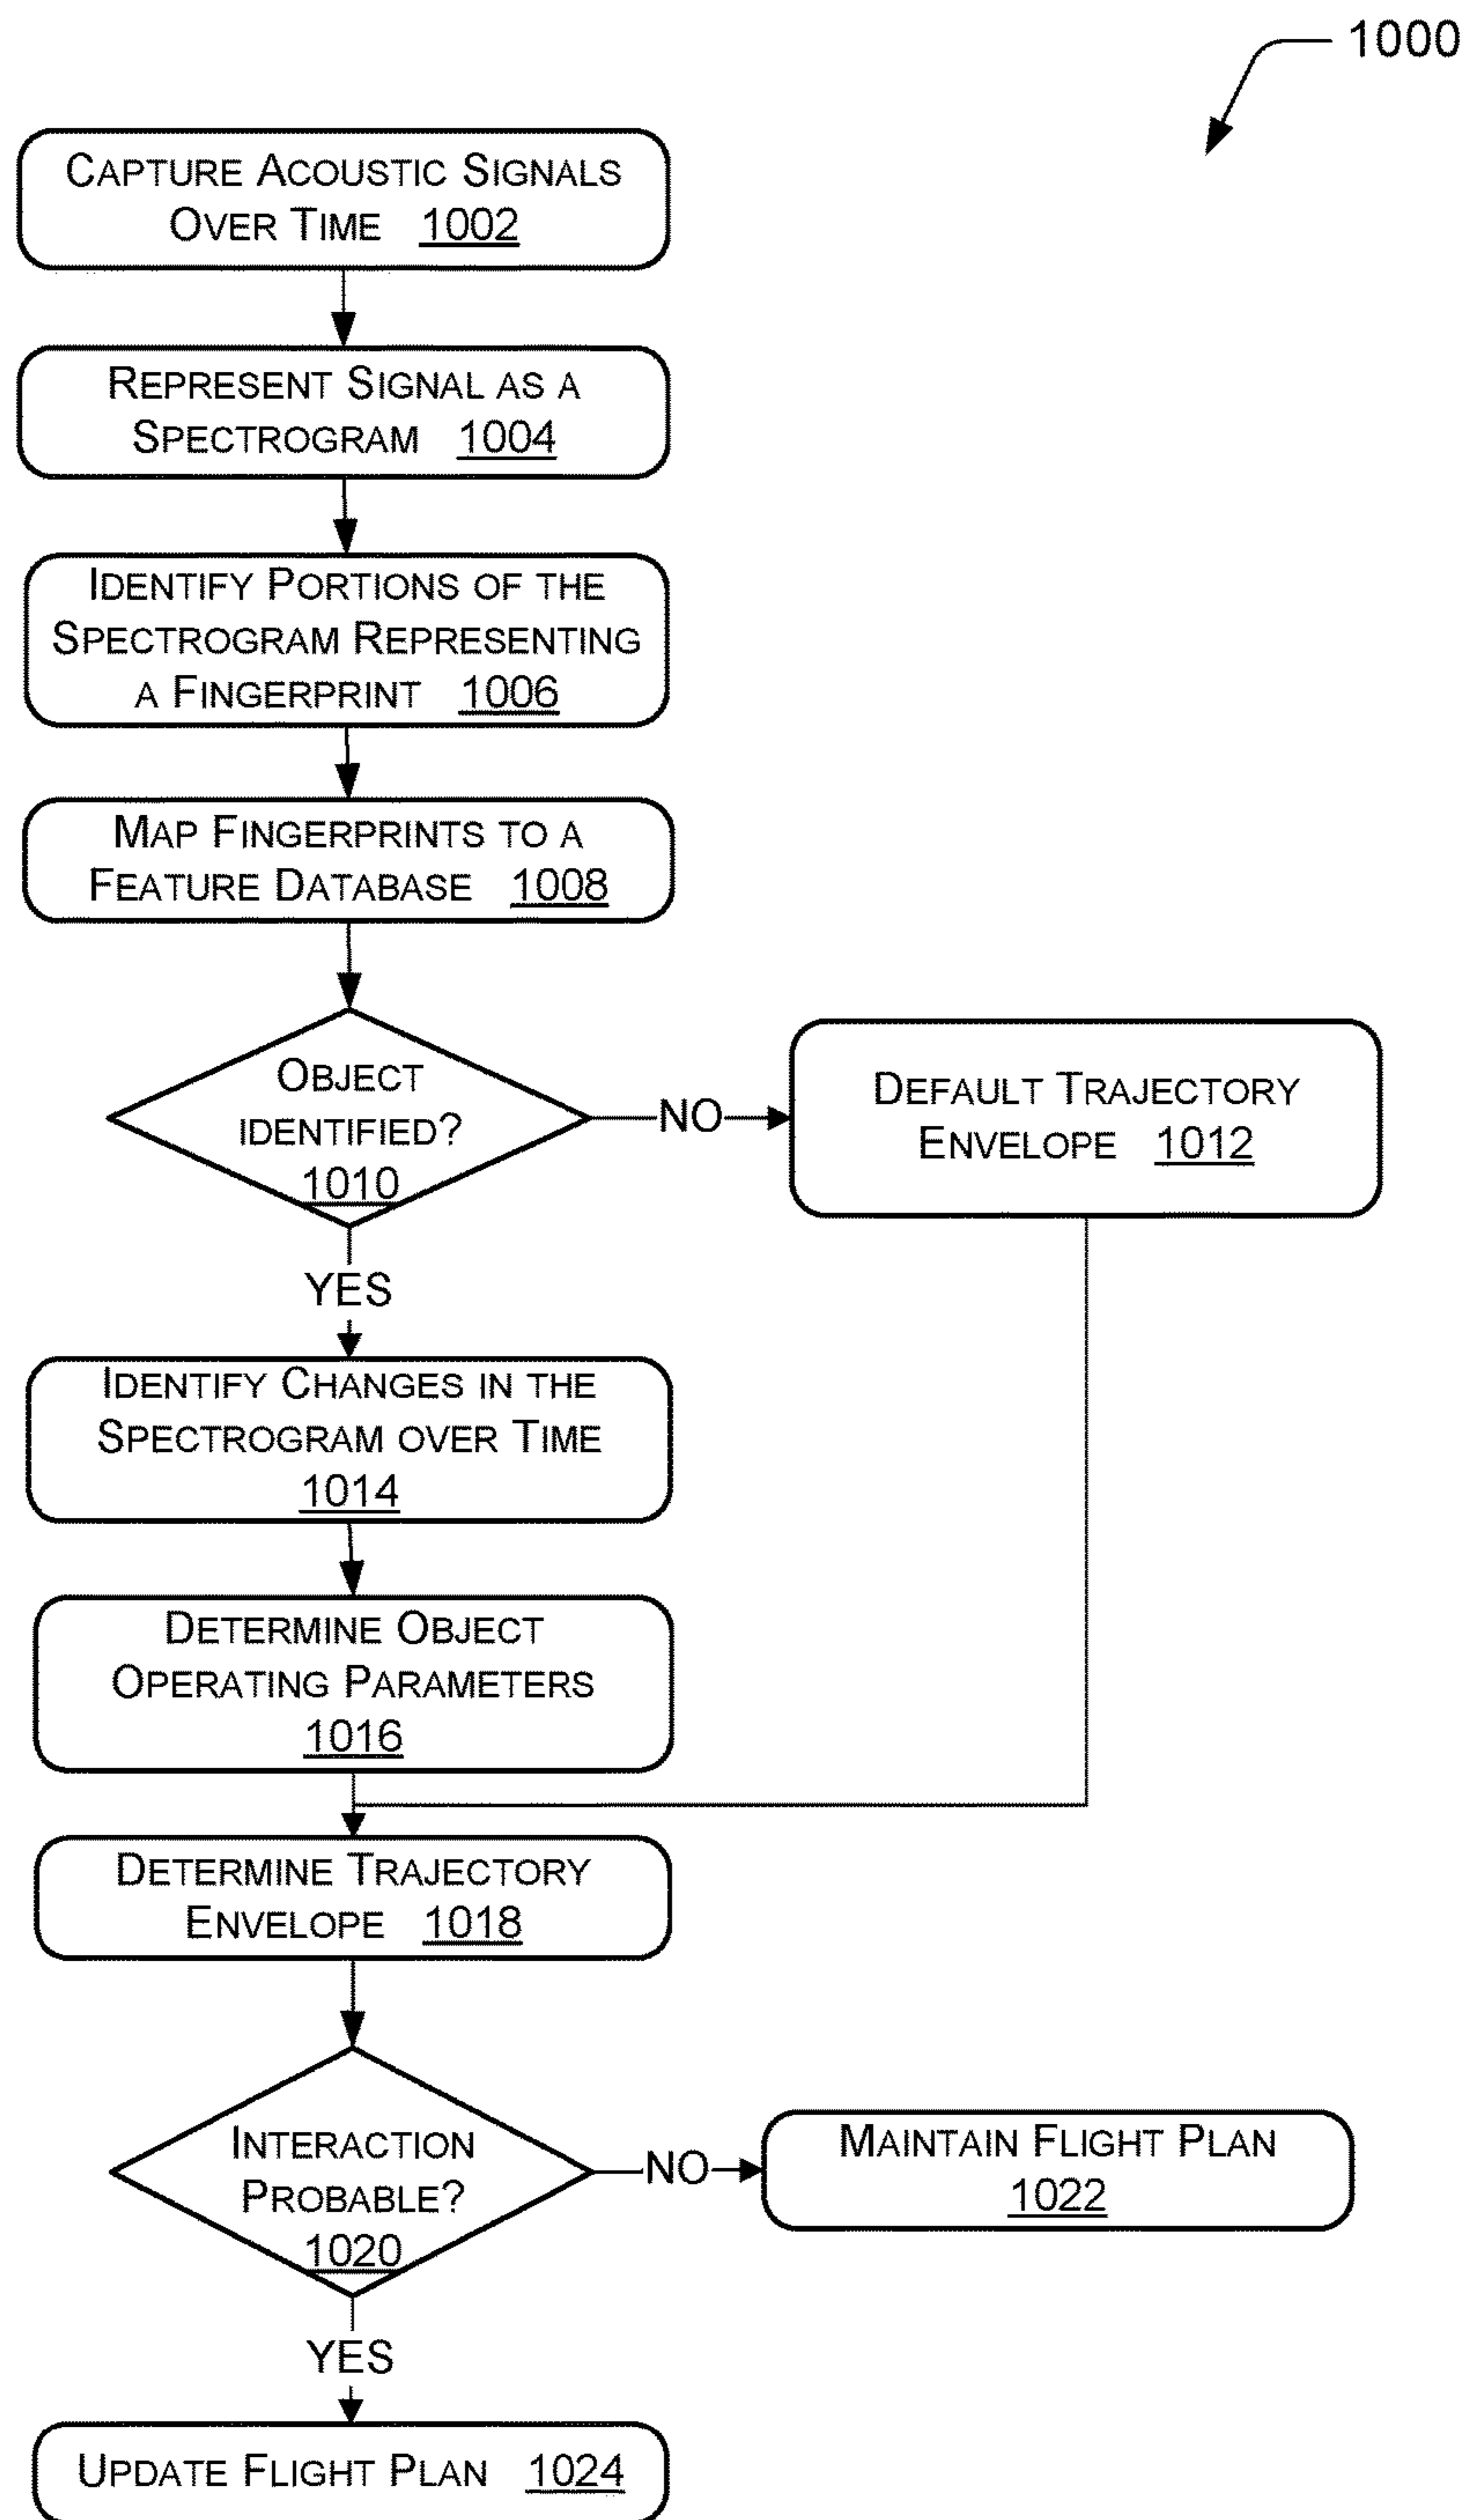 1000
CAPTURE ACOUSTIC SIGNALS
OVER TIME 1002
REPRESENT SIGNAL AS A
SPECTROGRAM 1004
IDENTIFY PORTIONS OF THE
SPECTROGRAM REPRESENTING
A FINGERPRINT 1006
MAP FINGERPRINTS TO A
FEATURE DATABASE 1008
OBJECT
IDENTIFIED?
1010
NO
DEFAULT TRAJECTORY
ENVELOPE 1012
YES
IDENTIFY CHANGES IN THE
SPECTROGRAM OVER TIME
1014
DETERMINE OBJECT
OPERATING PARAMETERS
1016
DETERMINE TRAJECTORY
ENVELOPE 1018
INTERACTION
PROBABLE?
1020
NO
MAINTAIN FLIGHT PLAN
1022
YES
UPDATE FLIGHT PLAN 1024